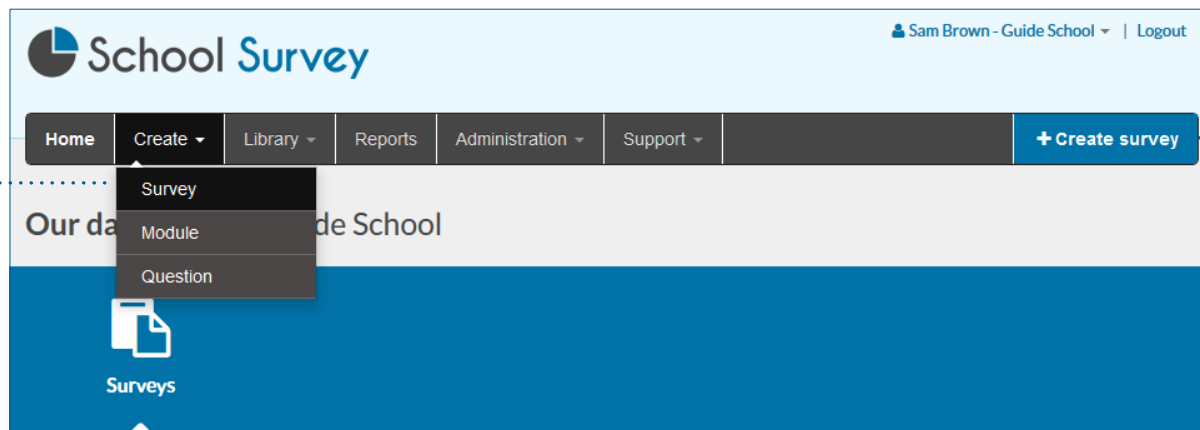 Sam Brown - Guide School | Logout
School Survey
Home Create Library Reports Administration Support + Create survey
Survey
Our da de School
Module
Question
Surveys